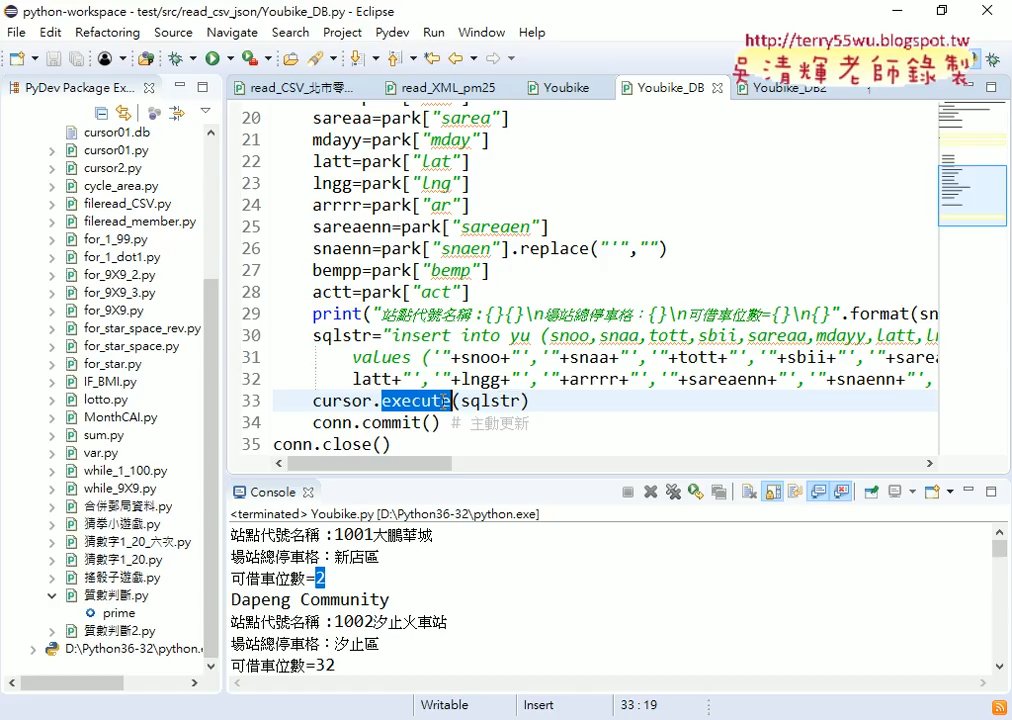 python-workspace - test/src/read_csv_json/Youbike_DB.py - Eclipse
File Edit Refactoring Source Navigate Search Project Pydev Run Window Help
http://terry55wu.blogspot.tw
吳清輝老師錄製
PyDev Package Ex...
read_CSV_北市零... read_XML_pm25 Youbike Youbike_DB Youbike_Db2
cursor01.db
cursor01.py
cursor2.py
cycle_area.py
fileread_CSV.py
fileread_member.py
for_1_99.py
for_1_dot1.py
for_9X9_2.py
for_9X9_3.py
for_9X9.py
for_star_space_rev.py
for_star_space.py
for_star.py
IF_BMI.py
lotto.py
MonthCAl.py
sum.py
var.py
while_1_100.py
while_9X9.py
合併郵局資料.py
猜拳小遊戲.py
猜數字1_20_六次.py
猜數字1_20.py
搖骰子遊戲.py
質數判斷.py
prime
質數判斷2.py
D:\Python36-32\python.
20 sareaa=park["sarea"]
21 mdayy=park["mday"]
22 latt=park["lat"]
23 lngg=park["lng"]
24 arrrr=park["ar"]
25 sareaenn=park["sareaen"]
26 snaenn=park["snaen"].replace("'","")
27 bempp=park["bemp"]
28 actt=park["act"]
29 print("站點代號名稱:{}{}\n場站總停車格:{}\n可借車位數={}\n{}".format(sn
30 sqlstr="insert into yu (snoo,snaa,tott,sbii,sareaa,mdayy,latt,ln
31 values ('"+snoo+"','"+snaa+"','"+tott+"','"+sbii+"','"+sarea
32 latt+"','"+lngg+"','"+arrrr+"','"+sareaenn+"','"+snaenn+"',
33 cursor.execute(sqlstr)
34 conn.commit() # 主動更新
35 conn.close()
Console
<terminated> Youbike.py [D:\Python36-32\python.exe]
站點代號名稱:1001大鵬華城
場站總停車格:新店區
可借車位數=2
Dapeng Community
站點代號名稱:1002汐止火車站
場站總停車格:汐止區
可借車位數=32
Writable Insert 33 : 19